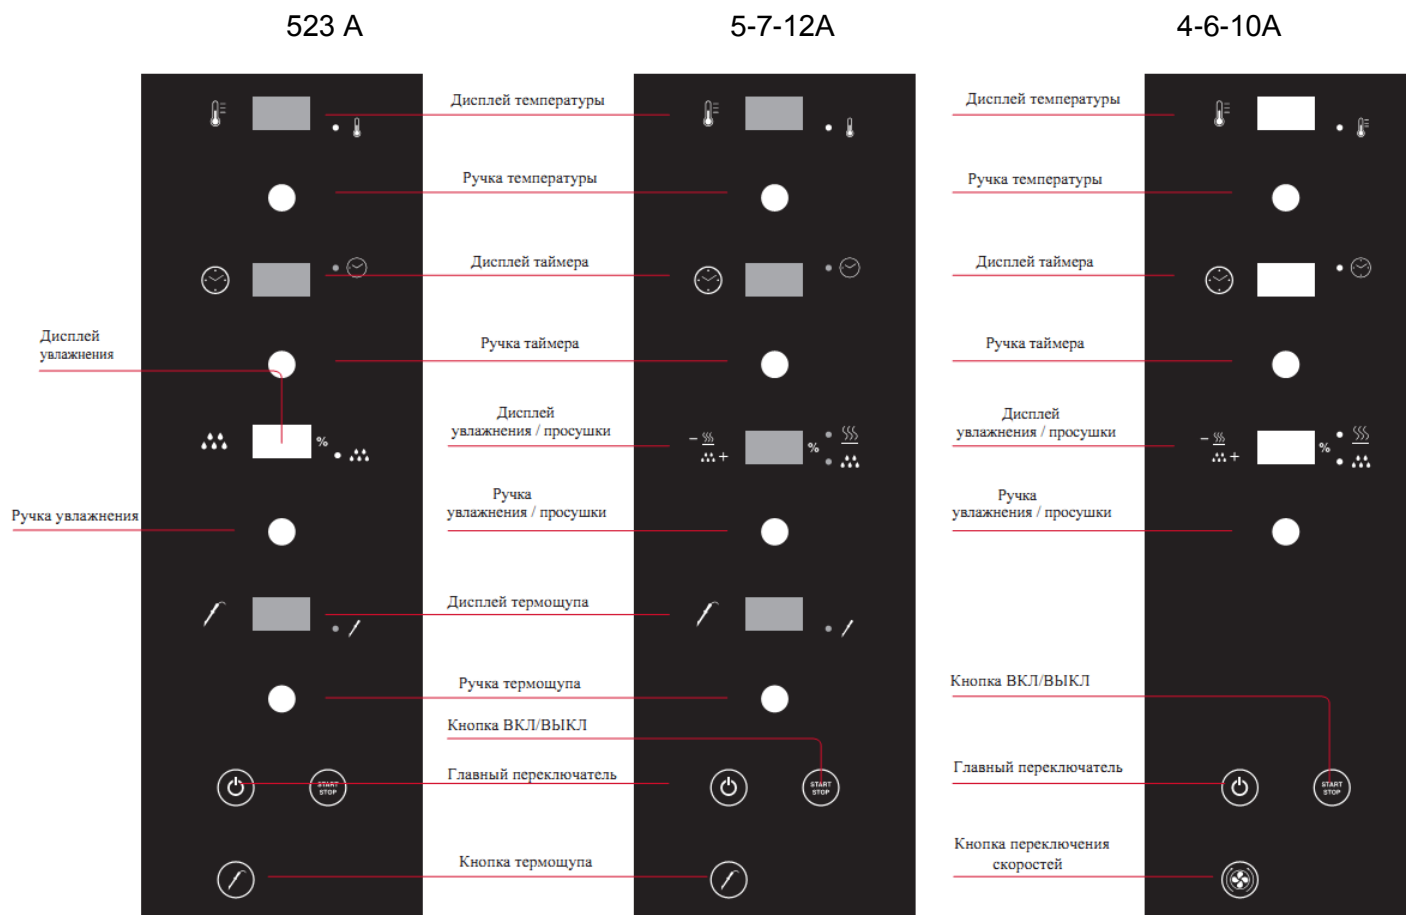 523 A
5-7-12A
4-6-10A
Дисплей температуры
Дисплей температуры
Ручка температуры
Ручка температуры
Дисплей таймера
Дисплей таймера
Дисплей
увлажнения
Ручка таймера
Ручка таймера
Дисплей
увлажнения / просушки
Дисплей
увлажнения / просушки
%
− + %
− + %
Ручка увлажнения
Ручка
увлажнения / просушки
Ручка
увлажнения / просушки
Дисплей термощупа
Ручка термощупа
Кнопка ВКЛ/ВЫКЛ
Кнопка ВКЛ/ВЫКЛ
Главный переключатель
Главный переключатель
START
STOP
START
STOP
START
STOP
Кнопка термощупа
Кнопка переключения
скоростей